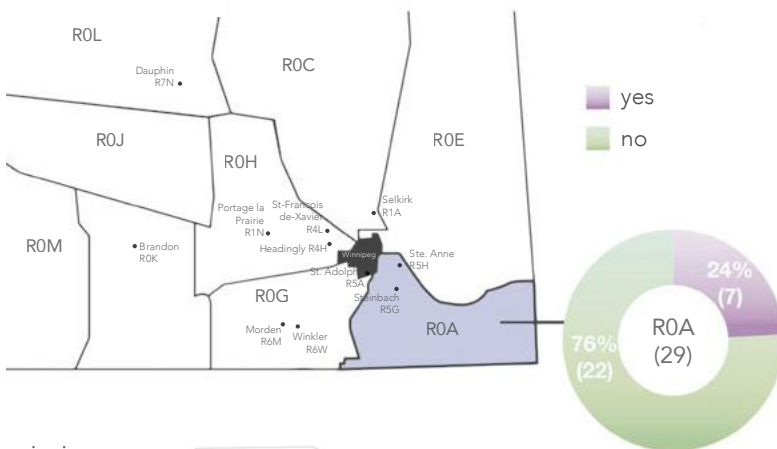 R0L
R0C
Dauphin
R7N
yes
R0J
no
R0H
R0E
Selkirk
R1A
St-François
de-Xavier
R4L
Portage la
Prairie
R1N
R0M
Brandon
R0K
Headingly R4H
Winnipeg
Ste. Anne
R5H
St. Adolph
R5A
Steinbach
R5G
R0G
R0A
Morden
R6M
Winkler
R6W
24%
(7)
76%
(22)
R0A
(29)